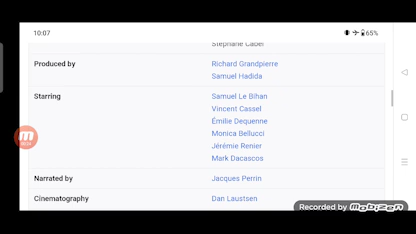 10:07
65%
Stéphane Cabel
Produced by
Richard Grandpierre
Samuel Hadida
Starring
Samuel Le Bihan
Vincent Cassel
Émilie Dequenne
Monica Bellucci
Jérémie Renier
Mark Dacascos
Narrated by
Jacques Perrin
Cinematography
Dan Laustsen
Recorded by Mobizen